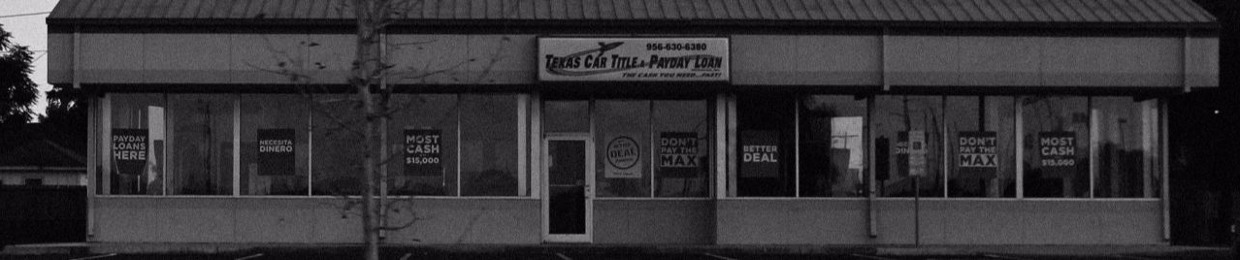 956-630-6380
TEXAS CAR TITLE & PAYDAY LOAN
THE CASH YOU NEED...FAST!
PAYDAY
LOANS
HERE
NECESITA
DINERO
MOST
CASH
$15,000
DEAL
DON'T
PAY THE
MAX
BETTER
DEAL
DON'T
PAY THE
MAX
MOST
CASH
$15,000